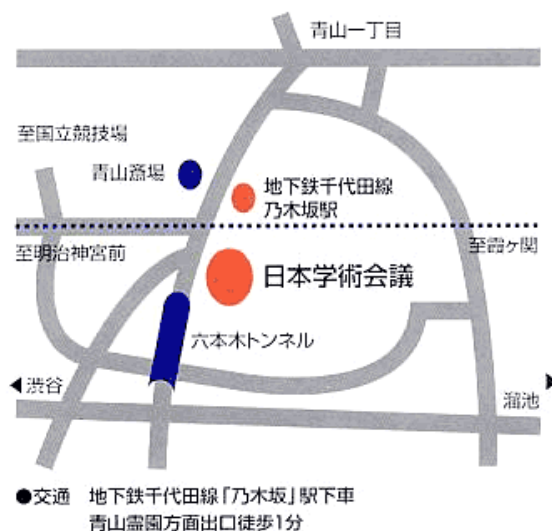 青山一丁目
至国立競技場
青山斎場
地下鉄千代田線
乃木坂駅
至明治神宮前
至霞ヶ関
日本学術会議
六本木トンネル
◀渋谷
溜池▶
●交通 地下鉄千代田線「乃木坂」駅下車
青山霊園方面出口徒歩1分